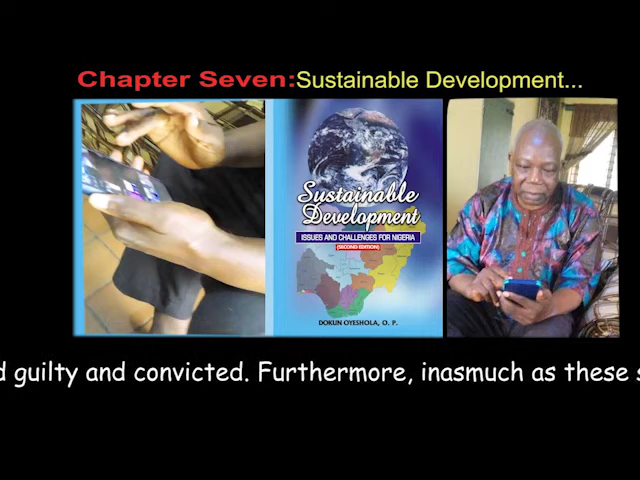 Chapter Seven:Sustainable Development...
Sustainable
Development
ISSUES AND CHALLENGES FOR NIGERIA
(SECOND EDITION)
DOKUN OYESHOLA, O. P.
d guilty and convicted. Furthermore, inasmuch as these s